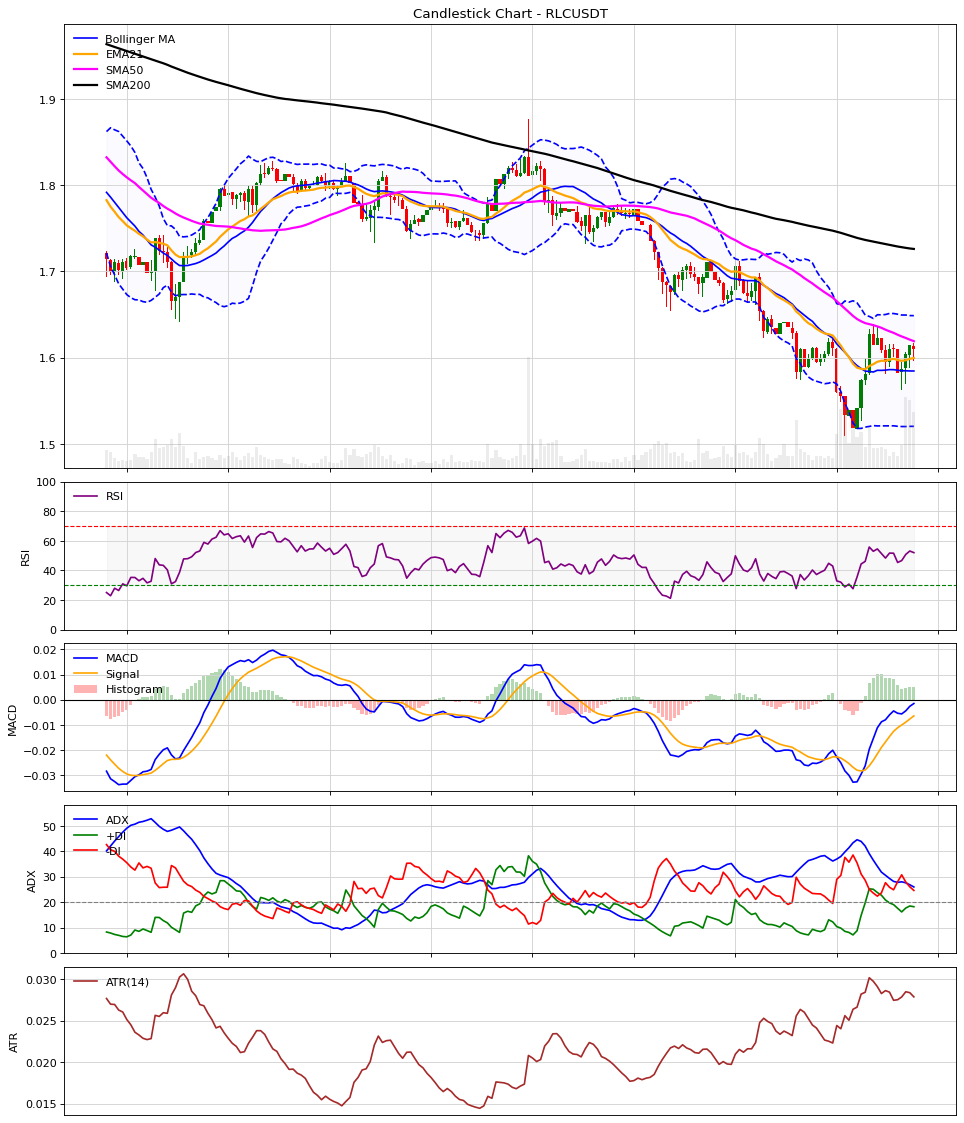 Candlestick Chart - RLCUSDT
Bollinger MA
EMA21
SMA50
SMA200
1.9
1.8
1.7
1.6
1.5
RSI
RSI
100
80
60
40
20
0
MACD
Signal
Histogram
MACD
0.02
0.01
0.00
−0.01
−0.02
−0.03
ADX
+DI
-DI
ADX
50
40
30
20
10
0
ATR(14)
ATR
0.030
0.025
0.020
0.015